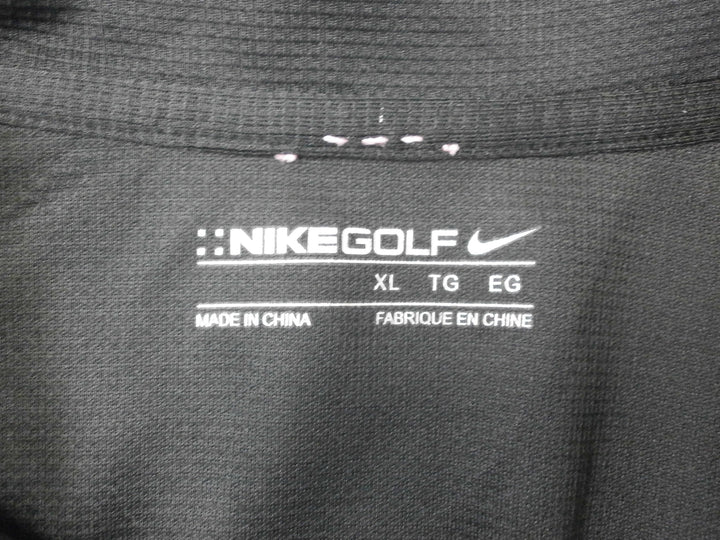 NIKEGOLF
XL TG EG
MADE IN CHINA FABRIQUE EN CHINE